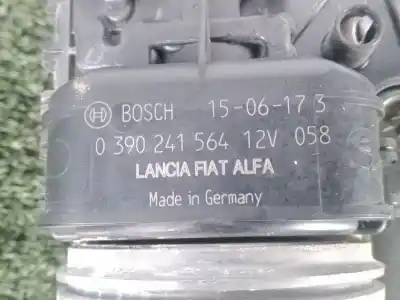 BOSCH 15-06-17 3
0 390 241 564 12V 058
LANCIA FIAT ALFA
Made in Germany